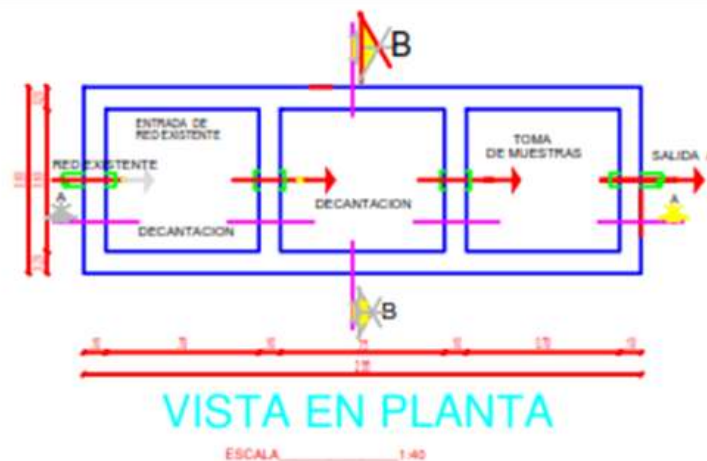 B
ENTRADA DE
RED EXISTENTE
TOMA
DE MUESTRAS
RED EXISTENTE
SALIDA
A
A
DECANTACION
DECANTACION
B
VISTA EN PLANTA
ESCALA 1:40